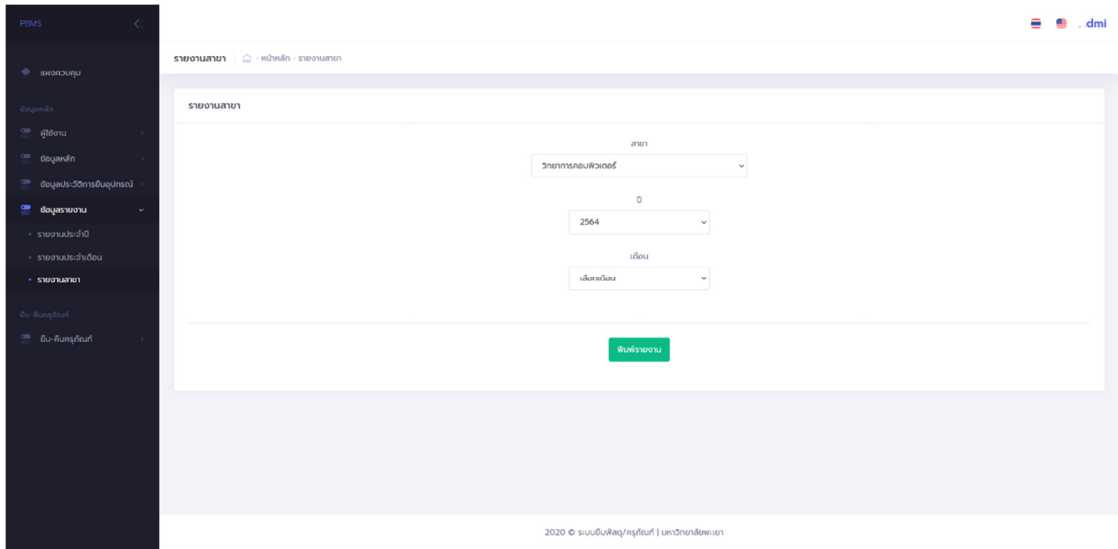 PBMS
. dmi
รายงานสาขา
- หน้าหลัก - รายงานสาขา
แผงควบคุม
ข้อมูลหลัก
ผู้ใช้งาน
ข้อมูลหลัก
ข้อมูลประวัติการยืมอุปกรณ์
ข้อมูลรายงาน
รายงานประจำปี
รายงานประจำเดือน
รายงานสาขา
ยืม-คืนครุภัณฑ์
ยืม-คืนครุภัณฑ์
รายงานสาขา
สาขา
วิทยาการคอมพิวเตอร์
ปี
2564
เดือน
เลือกเดือน
พิมพ์รายงาน
2020 © ระบบยืมพัสดุ/ครุภัณฑ์ | มหาวิทยาลัยพะเยา